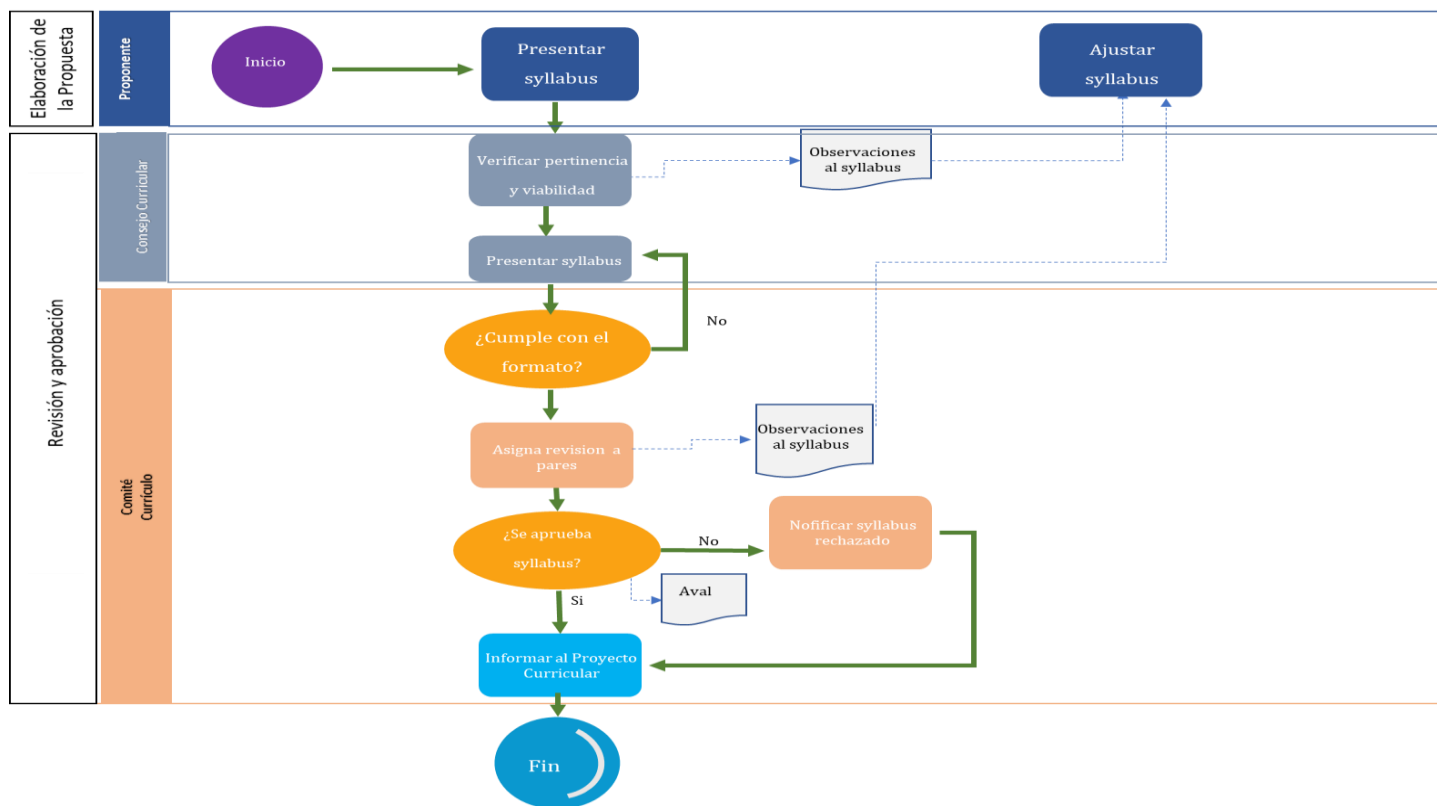 Elaboración de
la Propuesta
Proponente
Inicio
Presentar
syllabus
Ajustar
syllabus
Revisión y aprobación
Consejo Curricular
Verificar pertinencia
y viabilidad
Observaciones
al syllabus
Presentar syllabus
Comité
Currículo
¿Cumple con el
formato?
No
Asigna revision a
pares
Observaciones
al syllabus
¿Se aprueba
syllabus?
No
Nofificar syllabus
rechazado
Si
Aval
Informar al Proyecto
Curricular
Fin